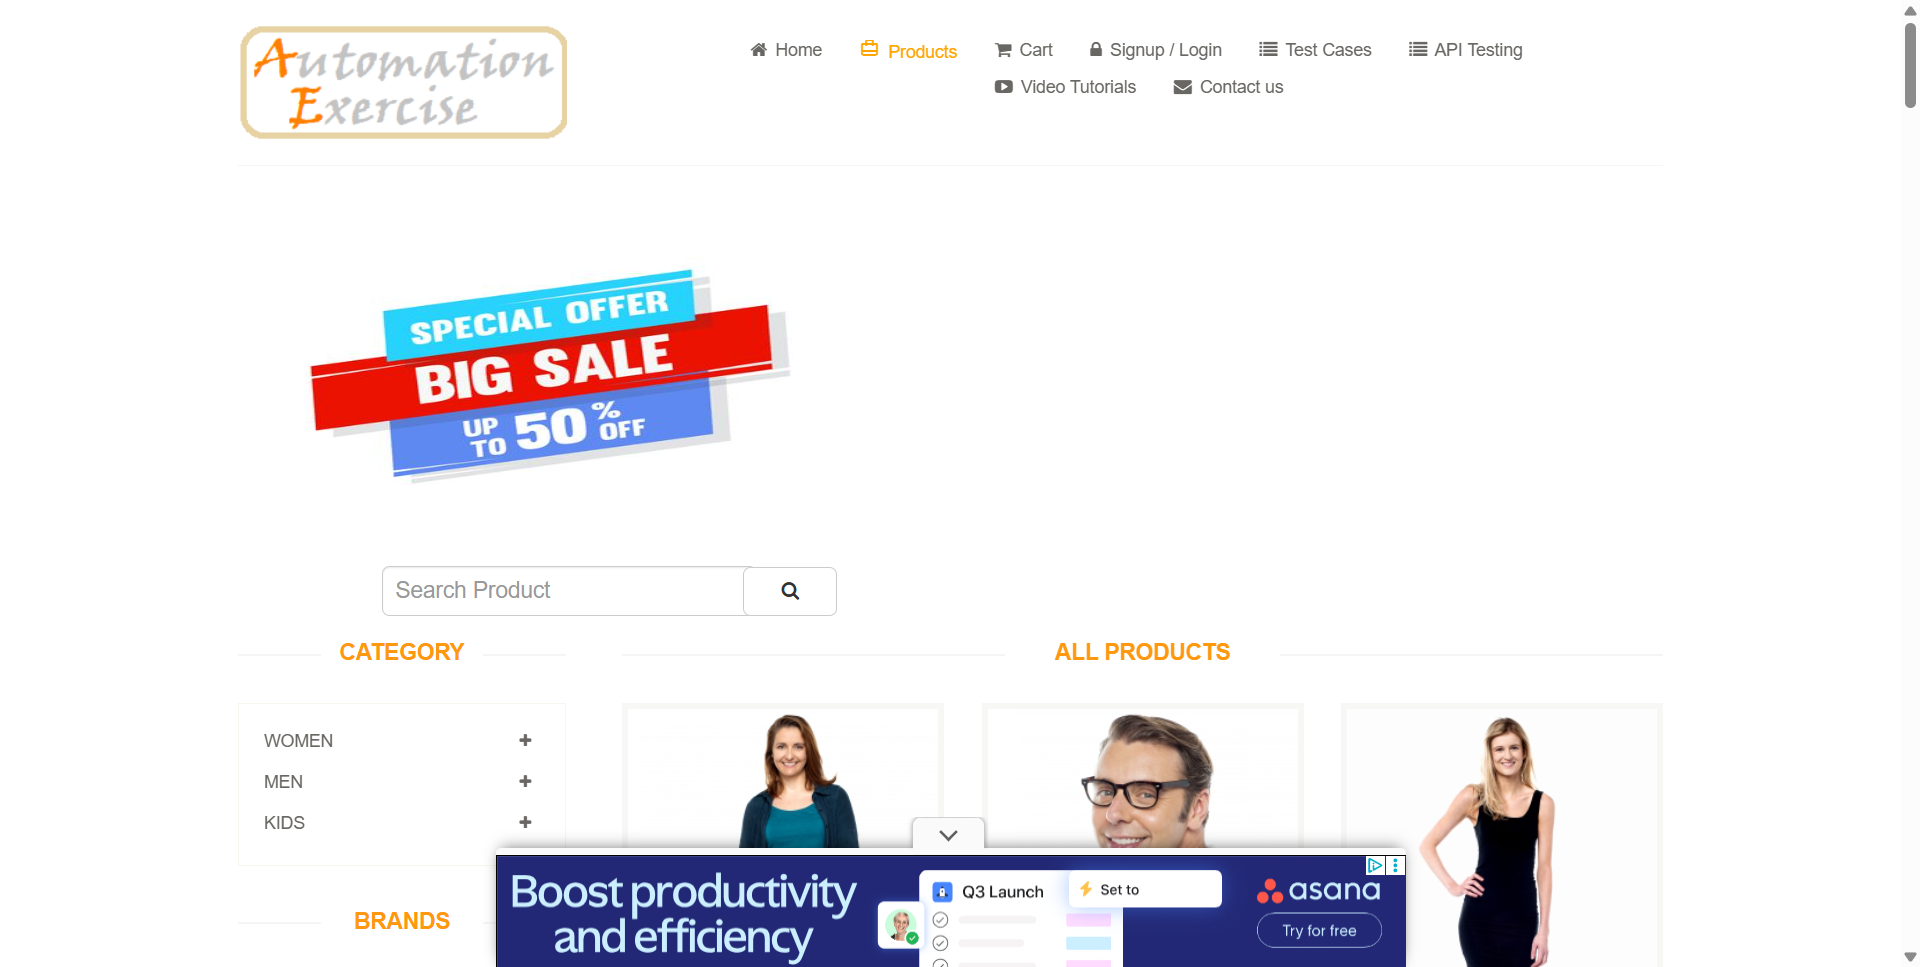 Automation
Exercise
Home
Products
Cart
Signup / Login
Test Cases
API Testing
Video Tutorials
Contact us
SPECIAL OFFER
BIG SALE
UP TO 50% OFF
Search Product
CATEGORY
ALL PRODUCTS
WOMEN
MEN
KIDS
BRANDS
Boost productivity
and efficiency
Q3 Launch
Set to
asana
Try for free